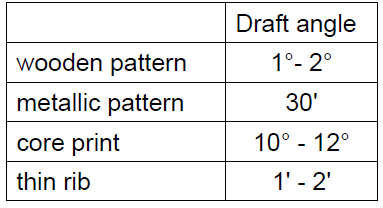 Draft angle
wooden pattern 1°- 2°
metallic pattern 30'
core print 10° - 12°
thin rib 1' - 2'